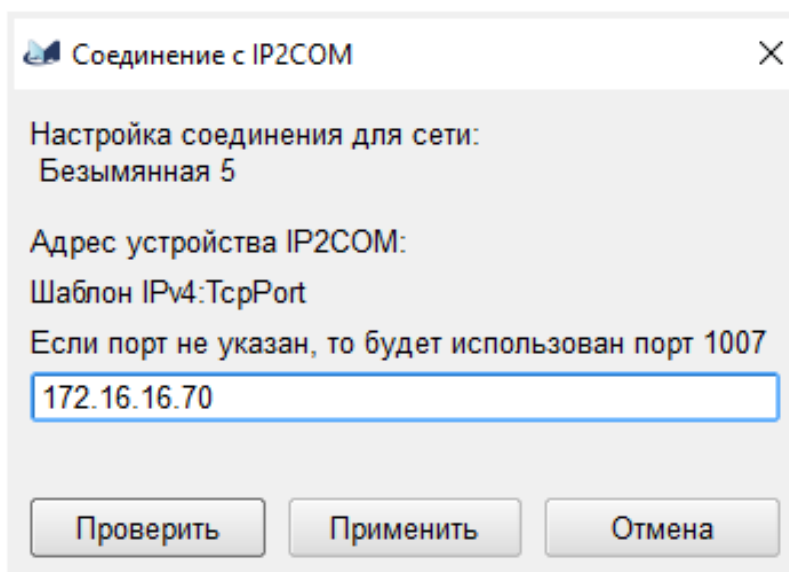 Соединение с IP2COM
Настройка соединения для сети:
Безымянная 5
Адрес устройства IP2COM:
Шаблон IPv4:TcpPort
Если порт не указан, то будет использован порт 1007
172.16.16.70
Проверить Применить Отмена